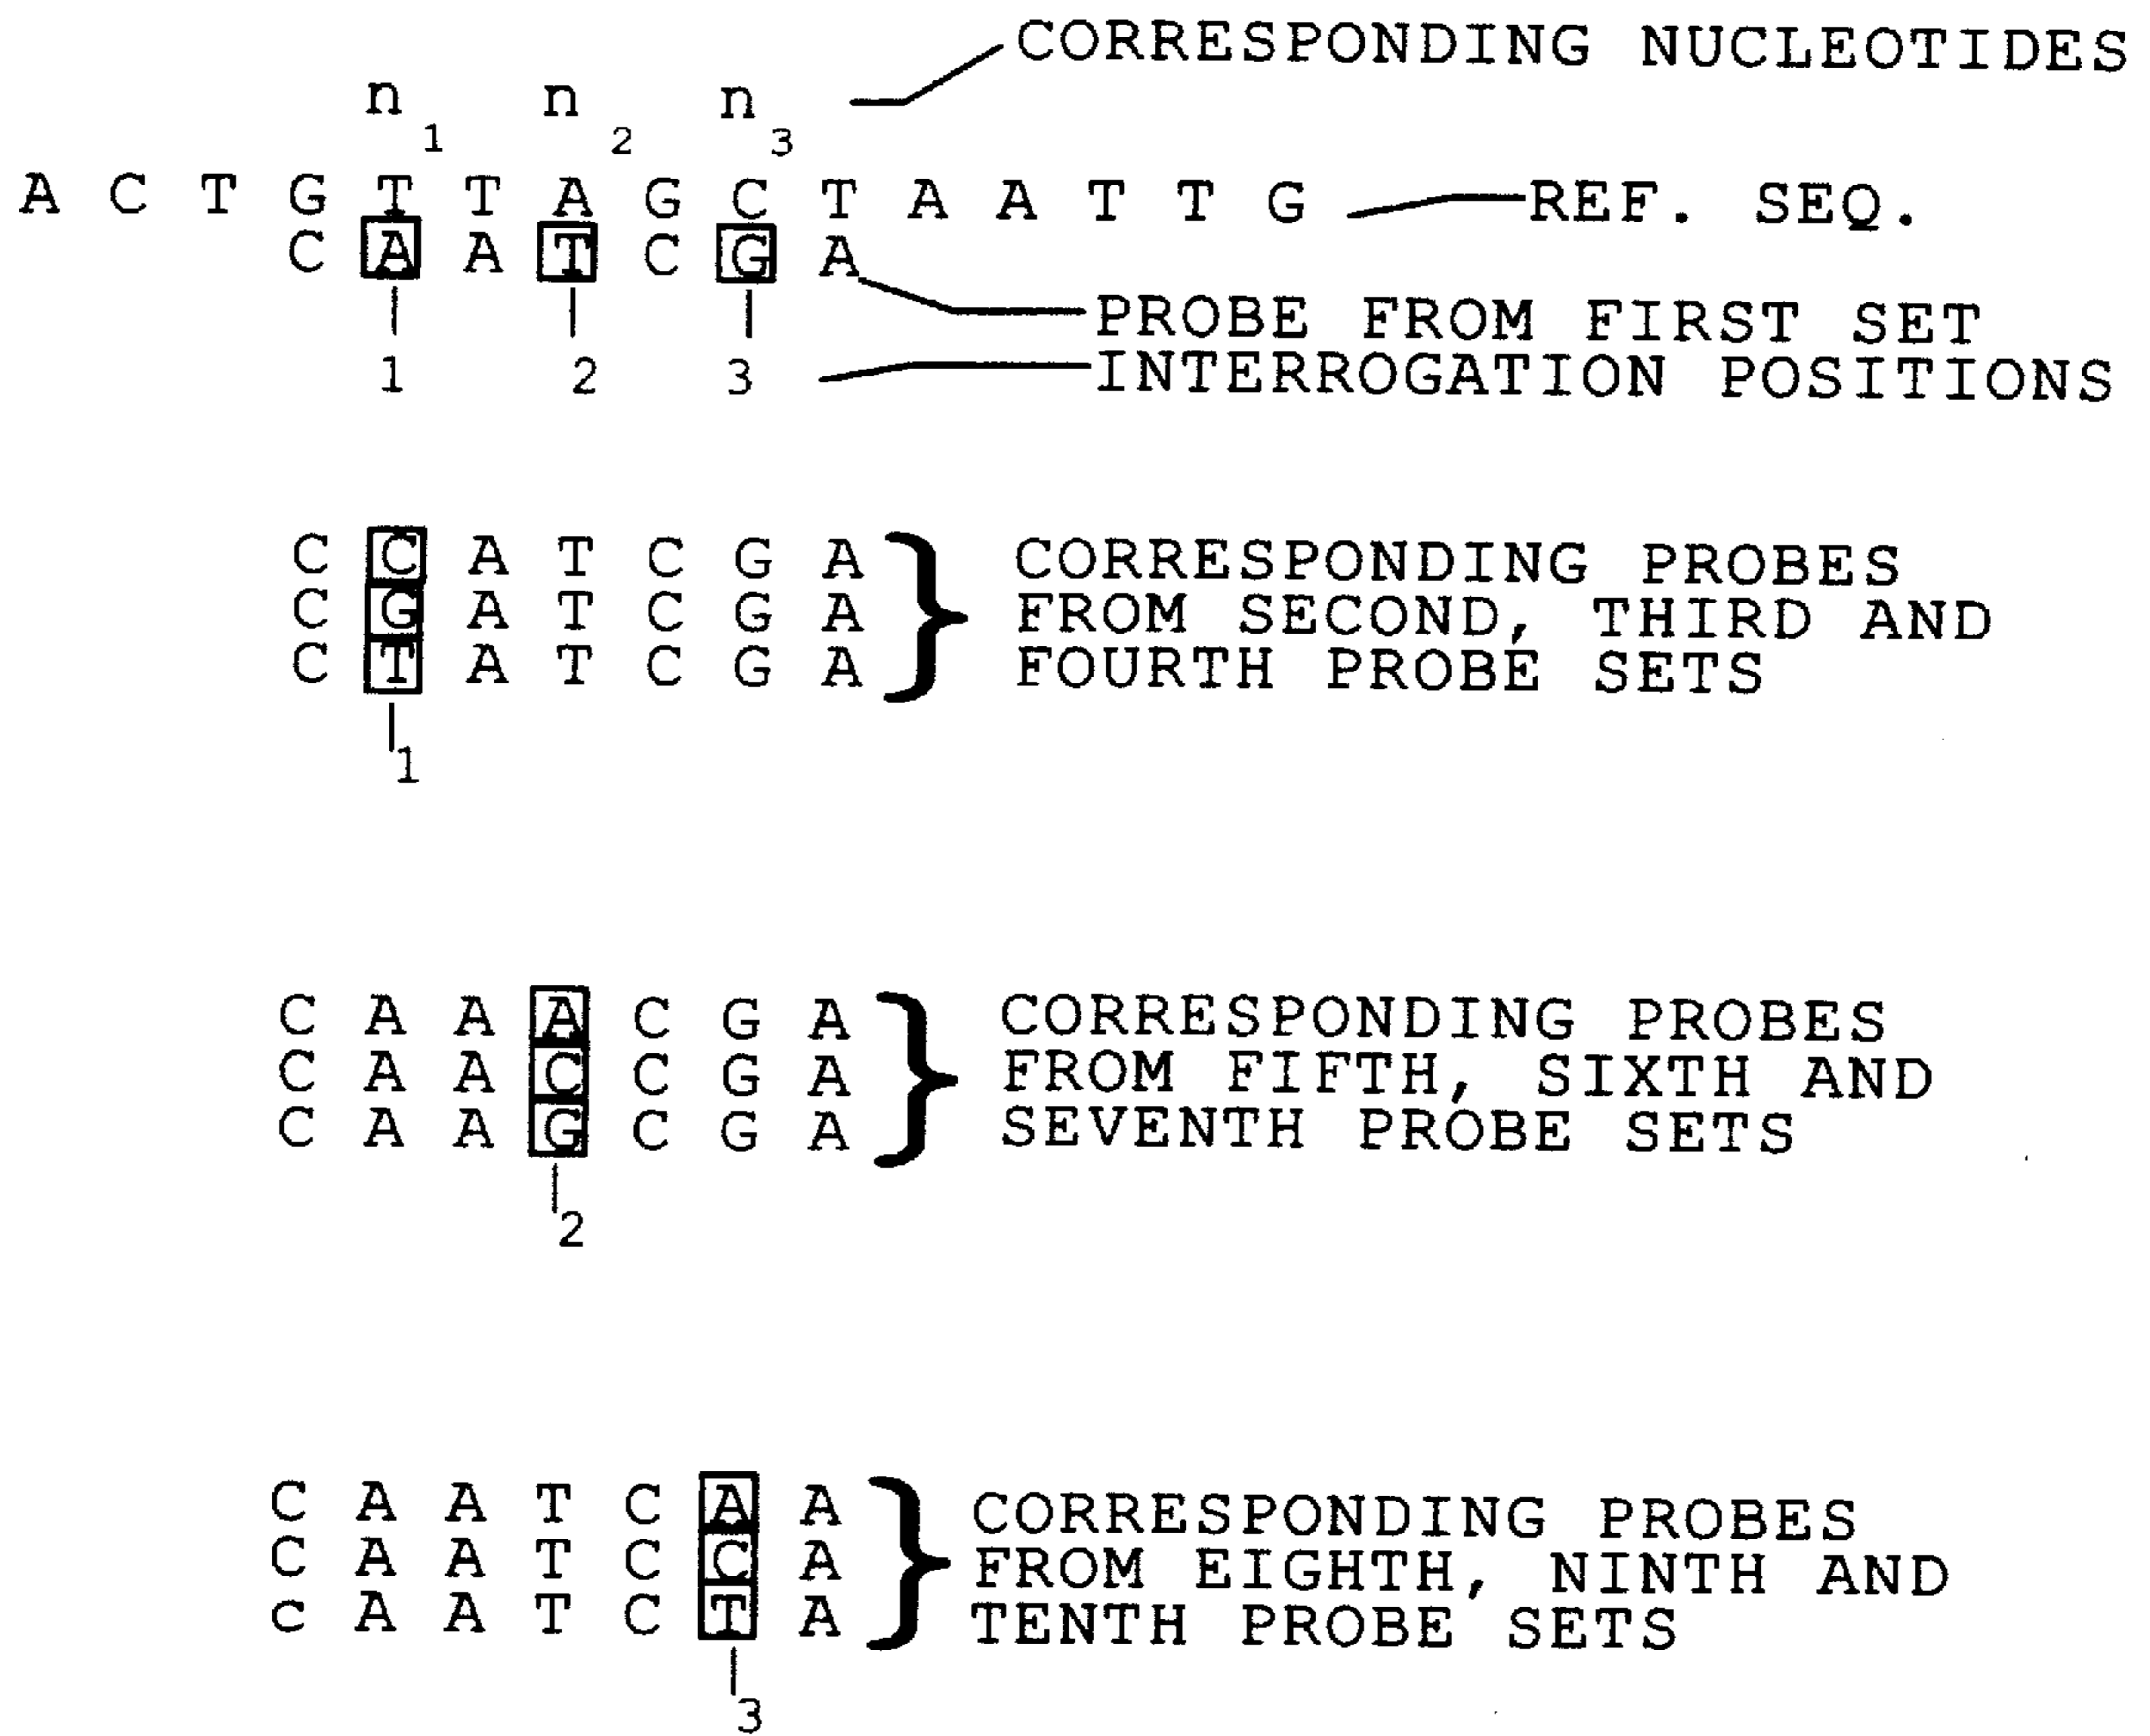 CORRESPONDING NUCLEOTIDES
n1 n2 n3
A C T G T T A G C T A A T T G REF. SEQ.
C A A T C G A
PROBE FROM FIRST SET
1 2 3 INTERROGATION POSITIONS
C C A T C G A CORRESPONDING PROBES
C G A T C G A FROM SECOND, THIRD AND
C T A T C G A FOURTH PROBE SETS
1
C A A A C G A CORRESPONDING PROBES
C A A C C G A FROM FIFTH, SIXTH AND
C A A G C G A SEVENTH PROBE SETS
2
C A A T C A A CORRESPONDING PROBES
C A A T C C A FROM EIGHTH, NINTH AND
c A A T C T A TENTH PROBE SETS
3